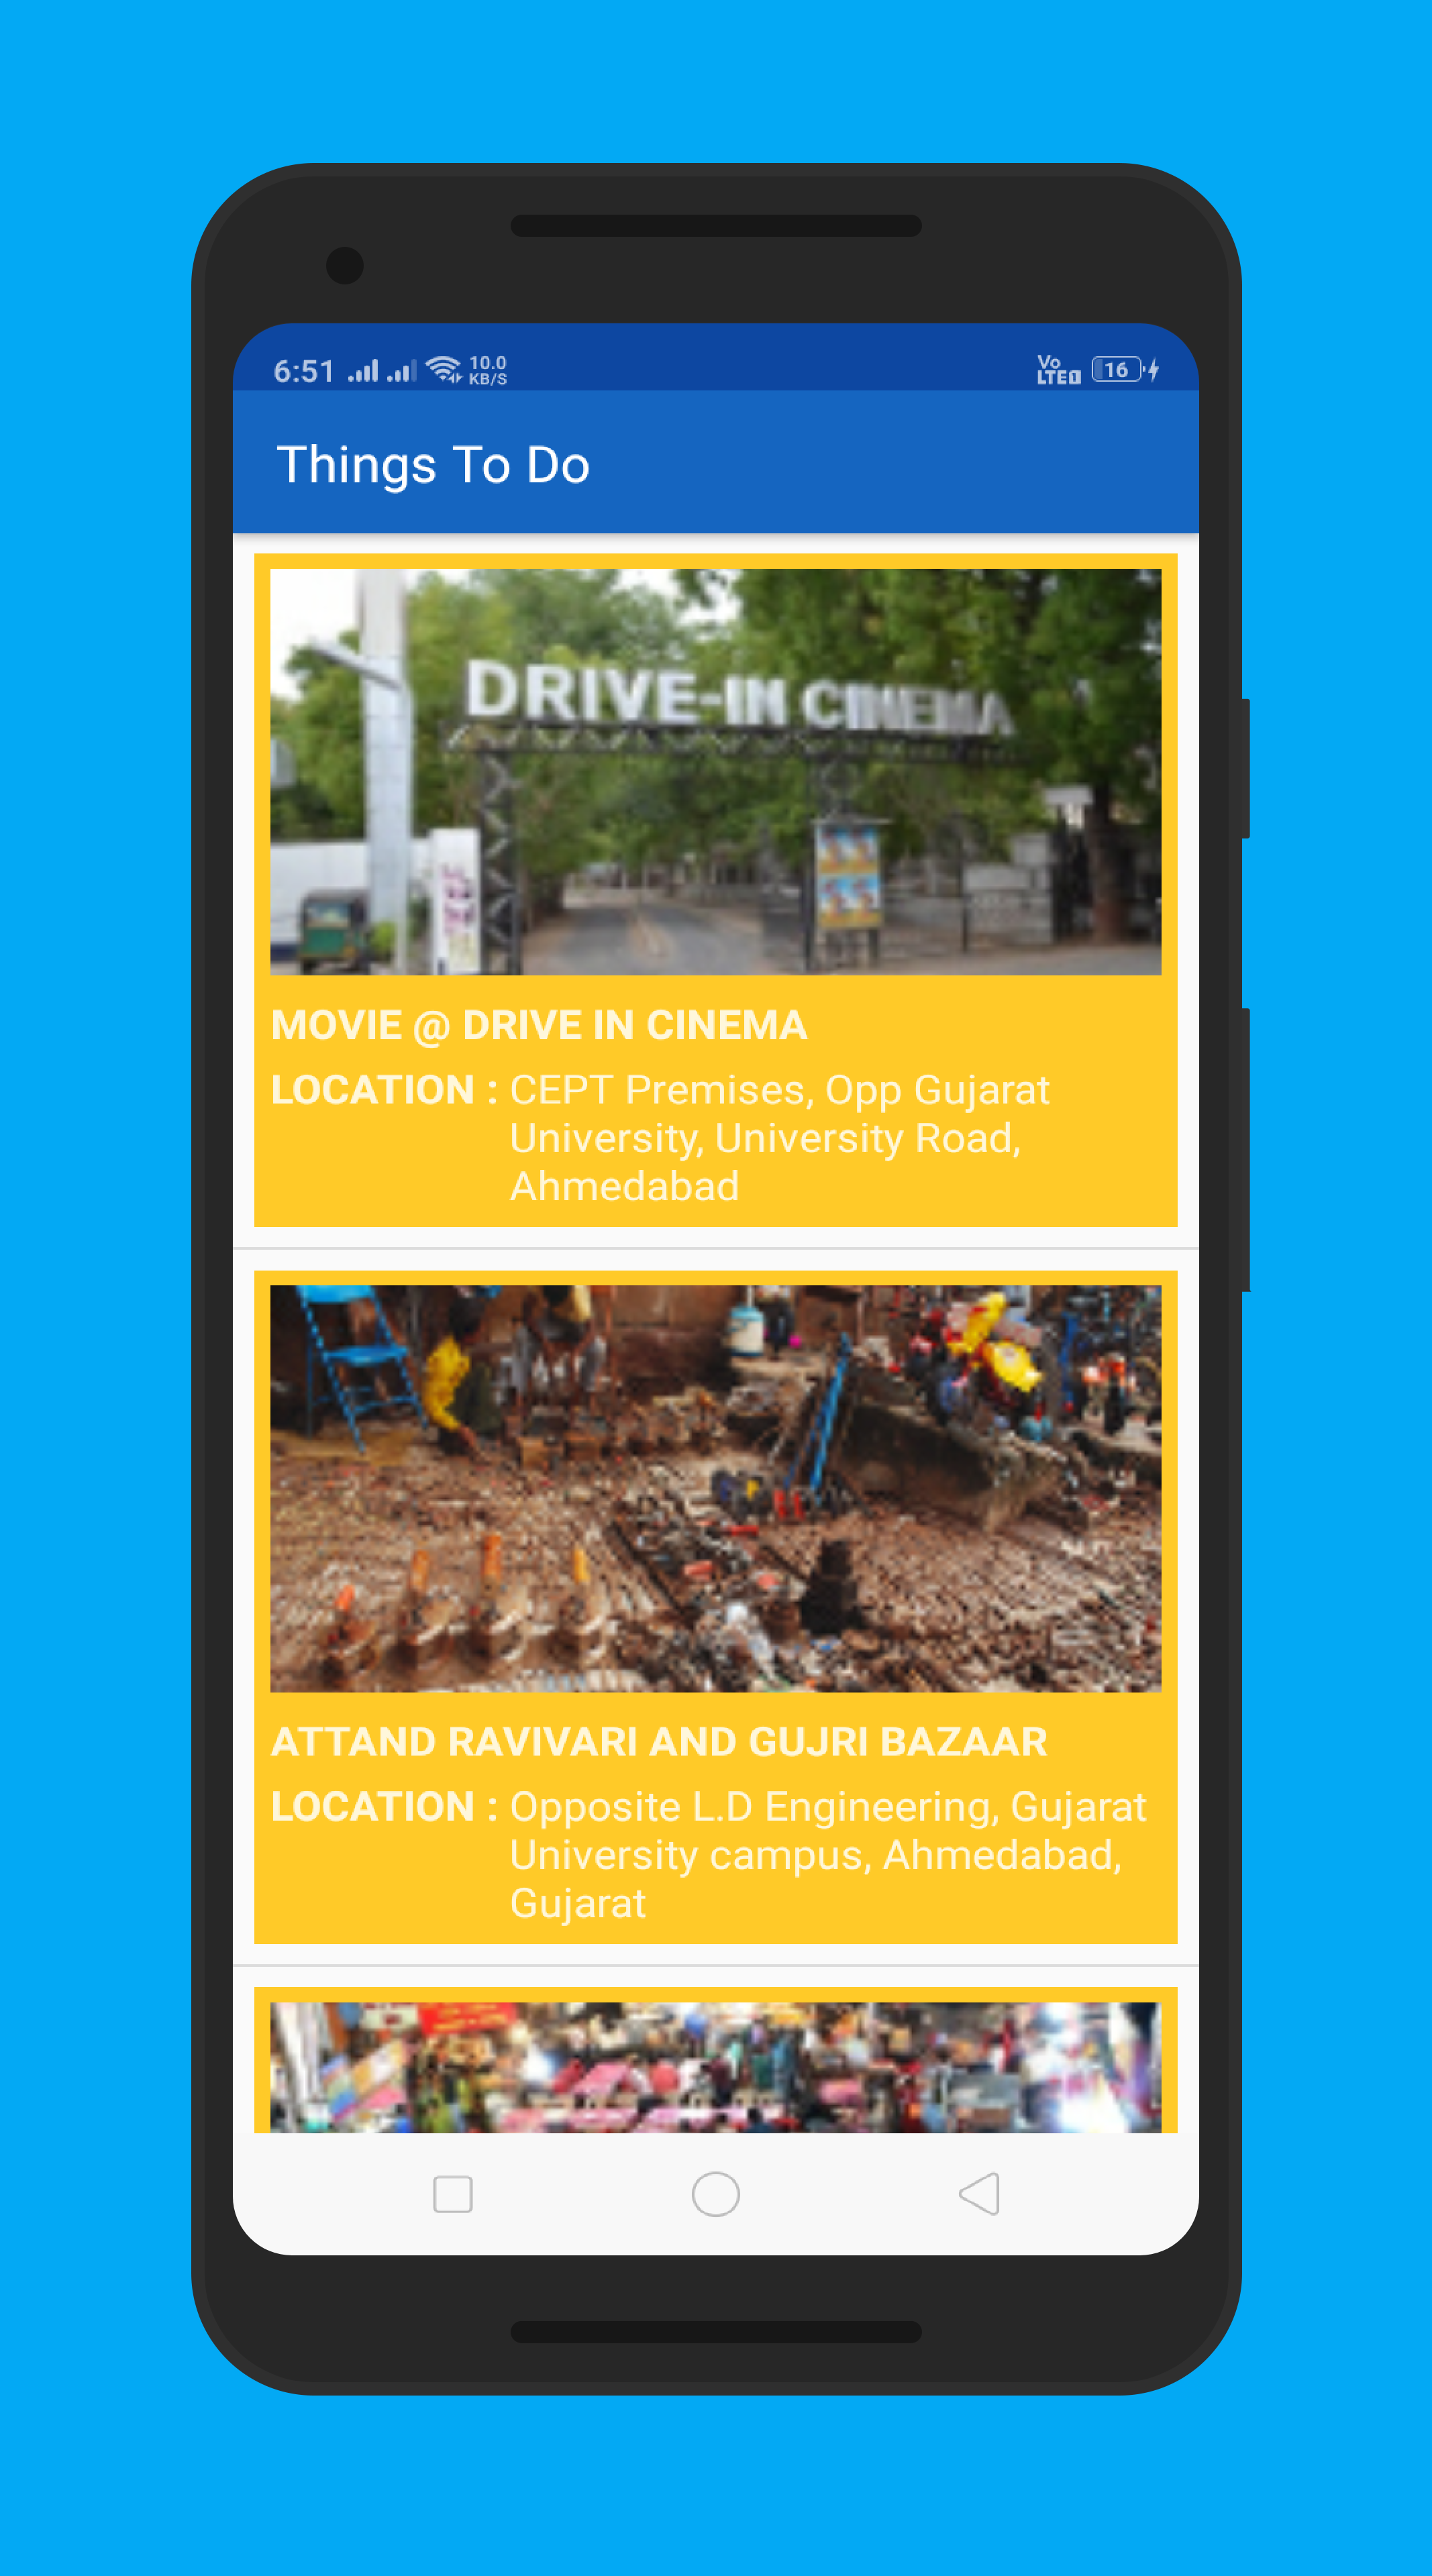 6:51
10.0
KB/S
Vo
LTE 1
16
Things To Do
DRIVE-IN CINEMA
MOVIE @ DRIVE IN CINEMA
LOCATION : CEPT Premises, Opp Gujarat
University, University Road,
Ahmedabad
ATTAND RAVIVARI AND GUJRI BAZAAR
LOCATION : Opposite L.D Engineering, Gujarat
University campus, Ahmedabad,
Gujarat